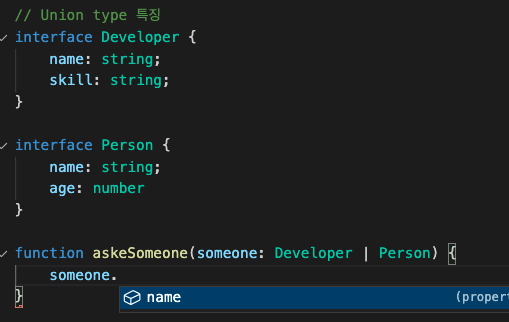 // Union type 특징
interface Developer {
name: string;
skill: string;
}
interface Person {
name: string;
age: number
}
function askeSomeone(someone: Developer | Person) {
someone.
}
name (propert